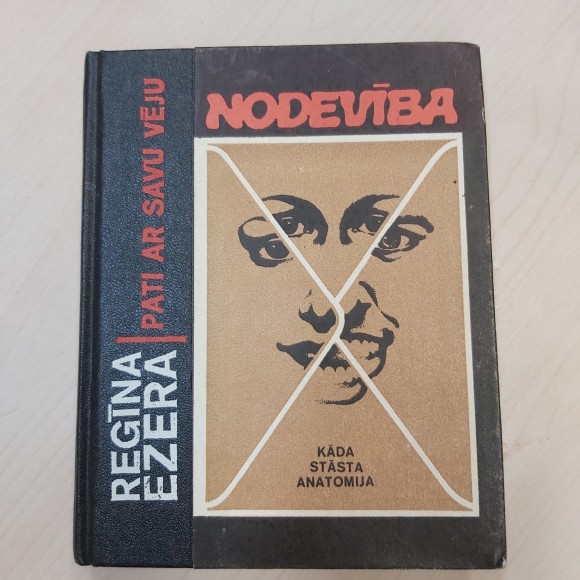 REGĪNA
EZERA
PATI AR SAVU VĒJU
NODEVĪBA
KĀDA
STĀSTA
ANATOMIJA